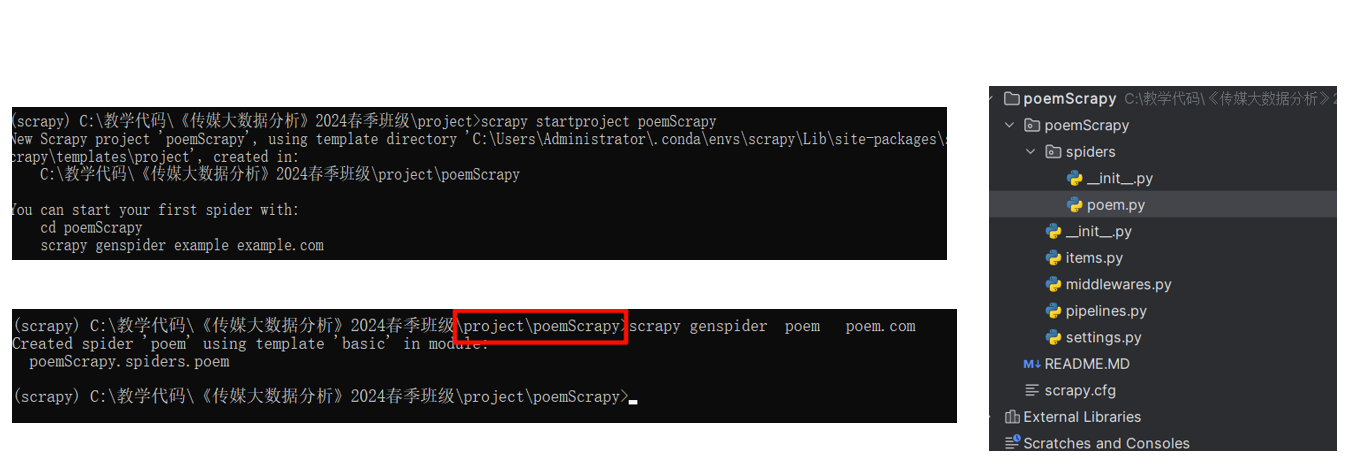 (scrapy) C:\教学代码\《传媒大数据分析》2024春季班级\project>scrapy startproject poemScrapy
New Scrapy project 'poemScrapy', using template directory 'C:\Users\Administrator\.conda\envs\scrapy\Lib\site-packages\s
crapy\templates\project', created in:
    C:\教学代码\《传媒大数据分析》2024春季班级\project\poemScrapy
You can start your first spider with:
    cd poemScrapy
    scrapy genspider example example.com
(scrapy) C:\教学代码\《传媒大数据分析》2024春季班级\project\poemScrapy>scrapy genspider  poem   poem.com
Created spider 'poem' using template 'basic' in module:
  poemScrapy.spiders.poem
(scrapy) C:\教学代码\《传媒大数据分析》2024春季班级\project\poemScrapy>
poemScrapy C:\教学代码\《传媒大数据分析》2
poemScrapy
spiders
__init__.py
poem.py
__init__.py
items.py
middlewares.py
pipelines.py
settings.py
README.MD
scrapy.cfg
External Libraries
Scratches and Consoles